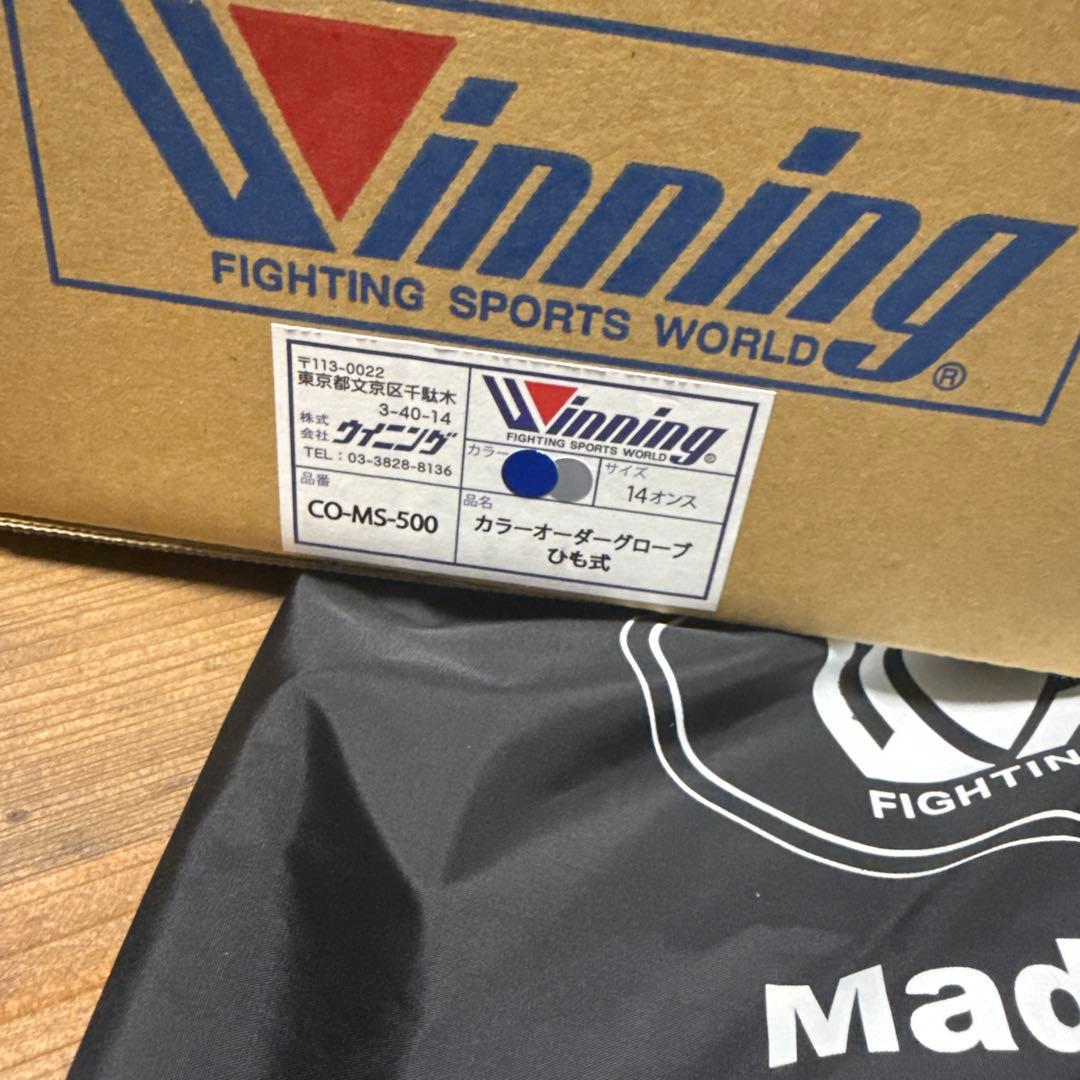 Winning®
FIGHTING SPORTS WORLD
〒113-0022
東京都文京区千駄木
3-40-14
株式会社 ウイニング
TEL：03-3828-8136
Winning®
FIGHTING SPORTS WORLD
カラー
サイズ
14オンス
品番
CO-MS-500
品名
カラーオーダーグローブ
ひも式
FIGHTIN
Mad